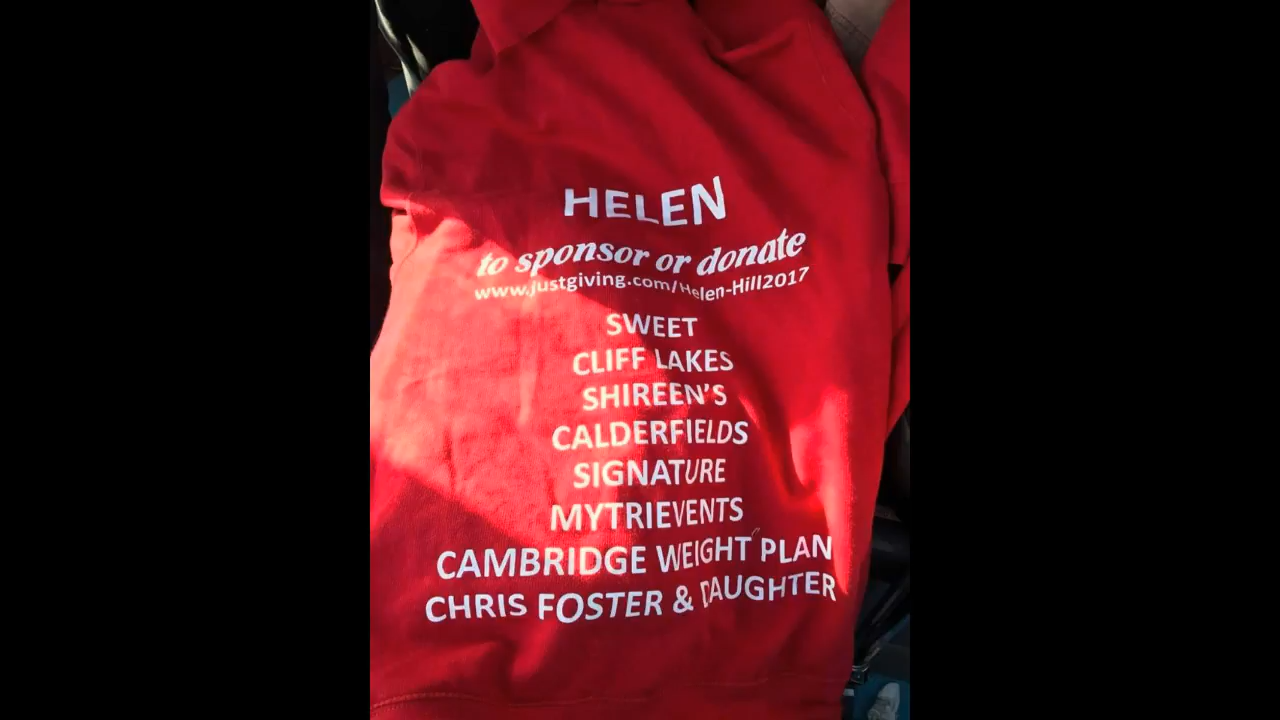 HELEN
to sponsor or donate
www.justgiving.com/Helen-Hill2017
SWEET
CLIFF LAKES
SHIREEN'S
CALDERFIELDS
SIGNATURE
MYTRIEVENTS
CAMBRIDGE WEIGHT PLAN
CHRIS FOSTER & DAUGHTER